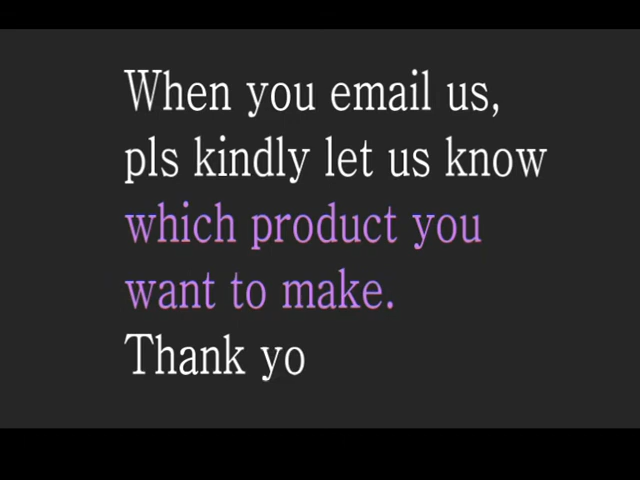 When you email us,
pls kindly let us know
which product you
want to make.
Thank yo